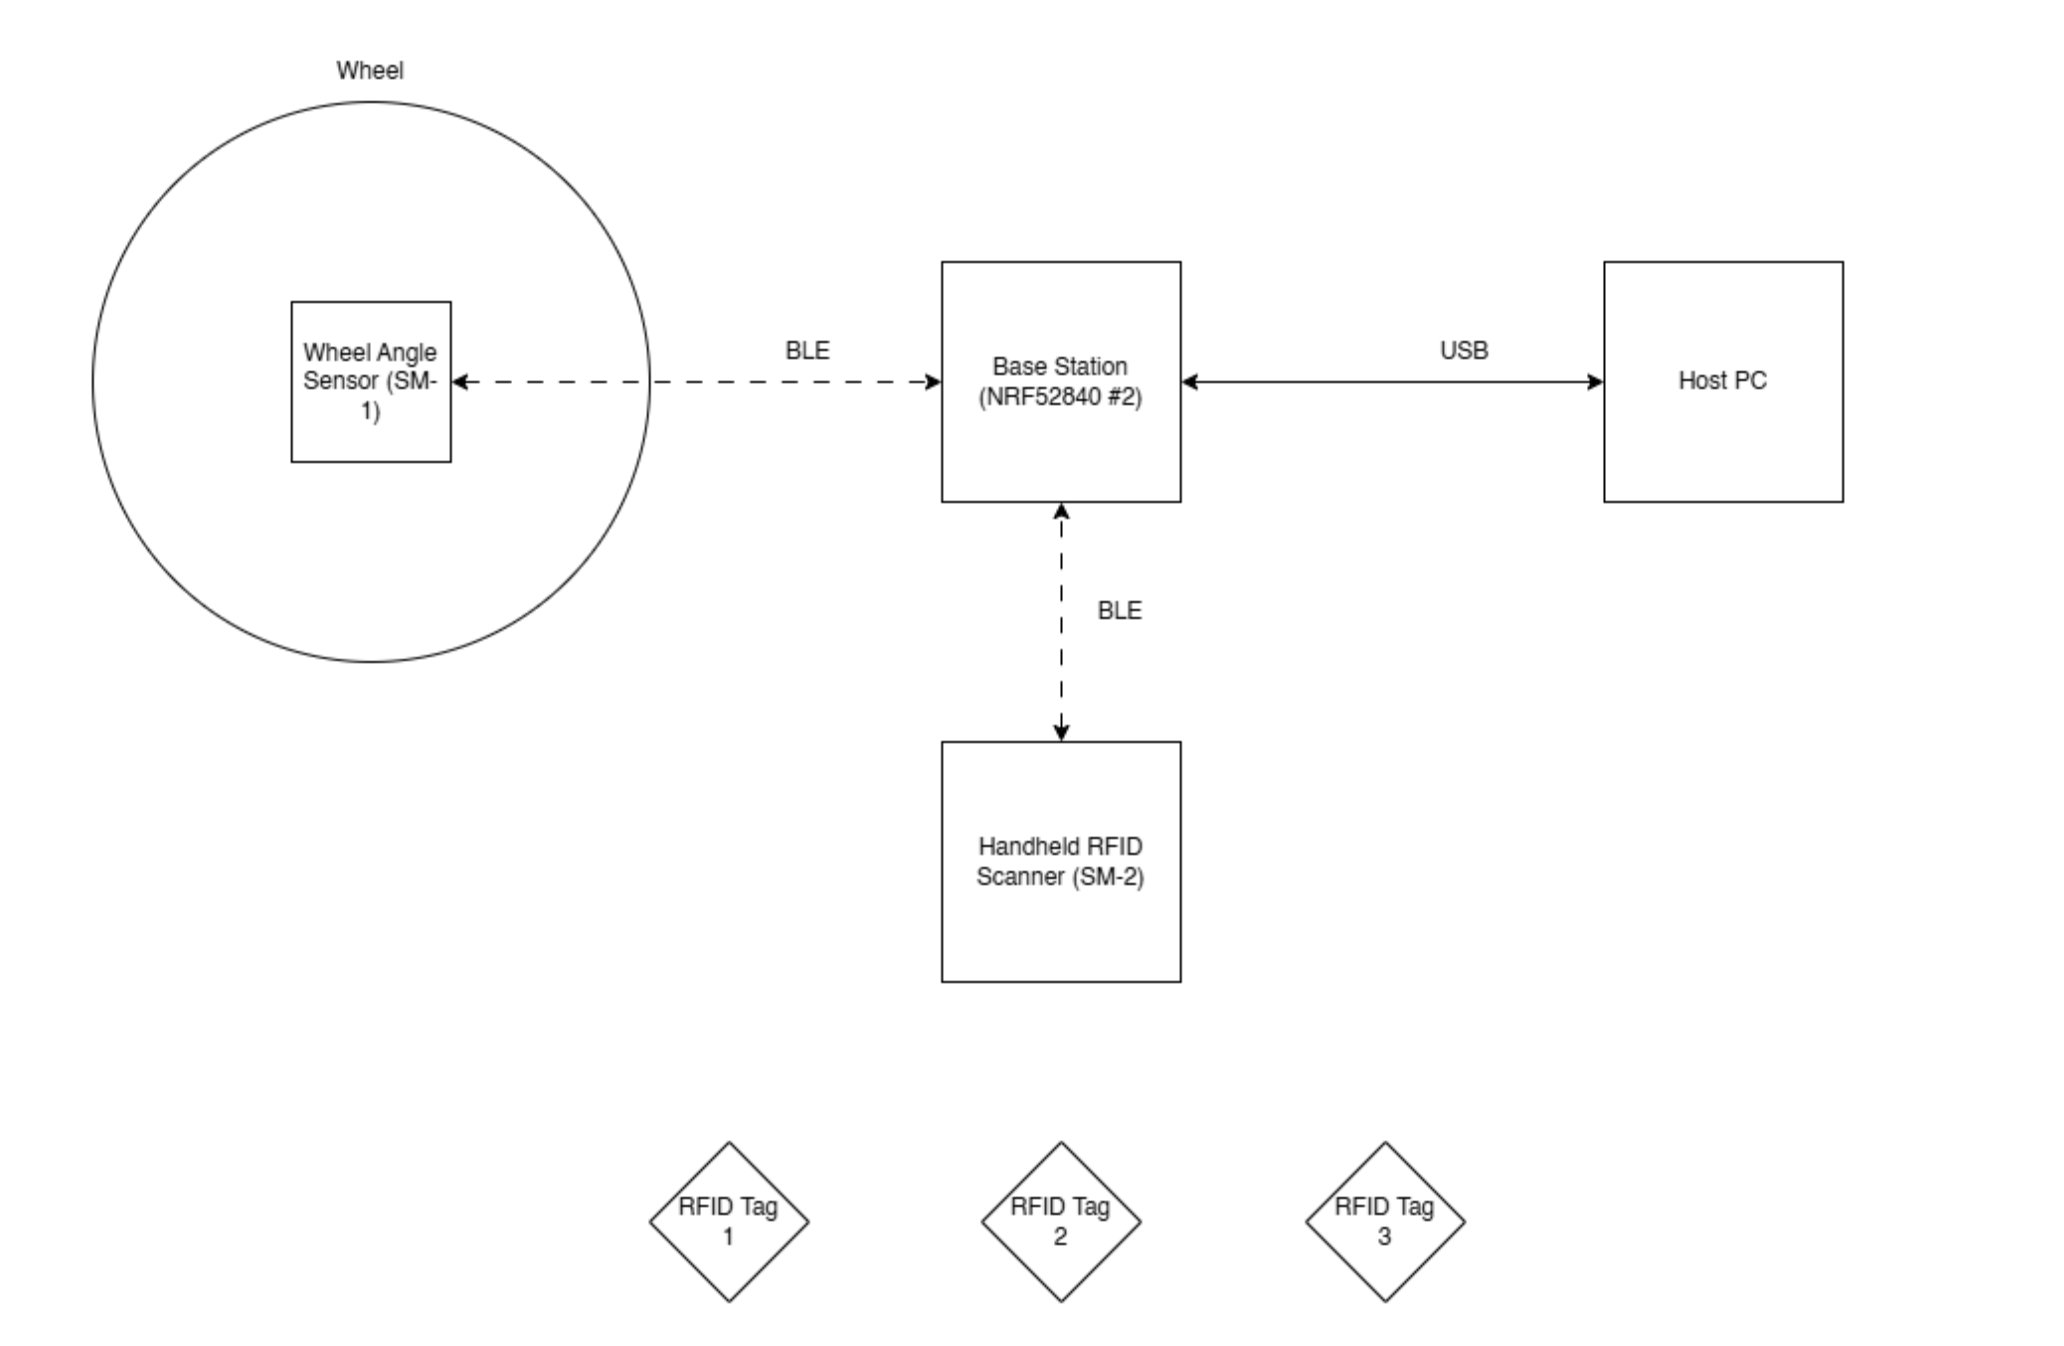 Wheel
Wheel Angle
Sensor (SM-
1)
BLE
Base Station
(NRF52840 #2)
USB
Host PC
BLE
Handheld RFID
Scanner (SM-2)
RFID Tag
1
RFID Tag
2
RFID Tag
3